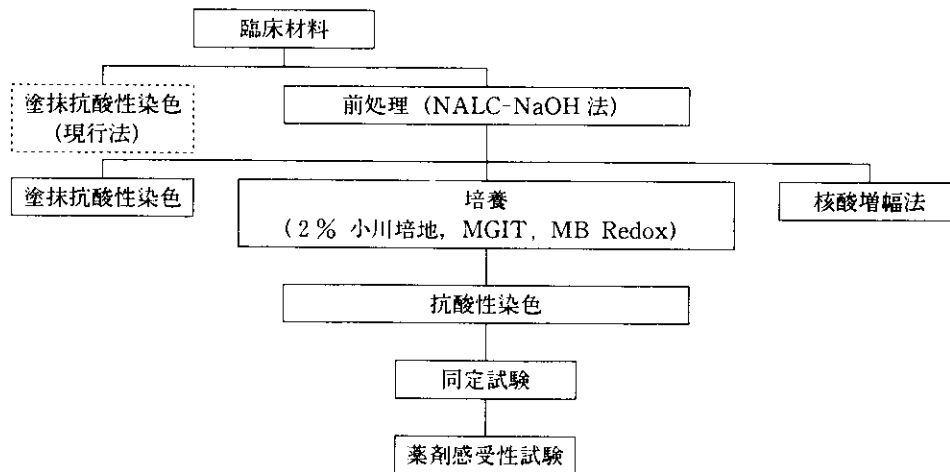 臨床材料
塗抹抗酸性染色
(現行法)
前処理 (NALC-NaOH 法)
塗抹抗酸性染色
培養
(2% 小川培地, MGIT, MB Redox)
核酸増幅法
抗酸性染色
同定試験
薬剤感受性試験